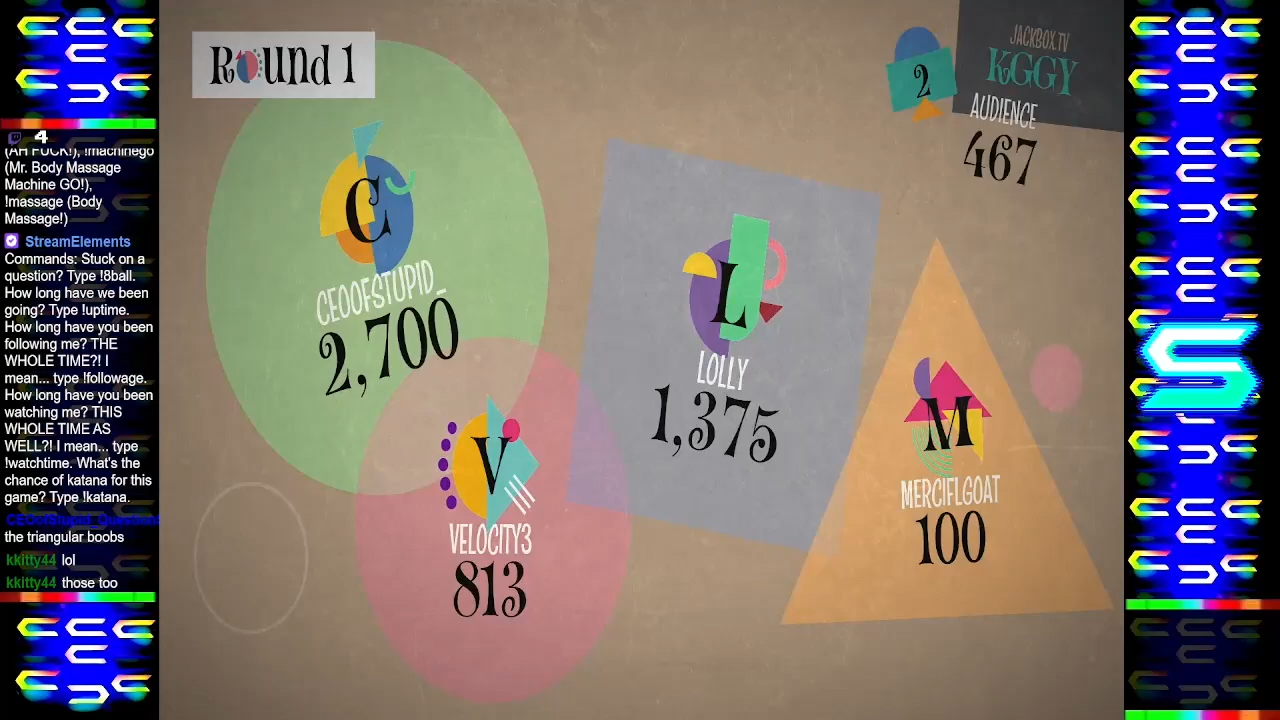 4
(AH FUCK!), !machinego
(Mr. Body Massage
Machine GO!),
!massage (Body
Massage!)
StreamElements
Commands: Stuck on a
question? Type !8ball.
How long have we been
going? Type !uptime.
How long have you been
following me? THE
WHOLE TIME?! I
mean... type !followage.
How long have you been
watching me? THIS
WHOLE TIME AS
WELL?! I mean... type
!watchtime. What's the
chance of katana for this
game? Type !katana.
CEOofStupid_Question
the triangular boobs
kkitty44 lol
kkitty44 those too
Round 1
C
CEOOFSTUPID_
2,700
V
VELOCITY3
813
L
LOLLY
1,375
M
MERCIFLGOAT
100
2
JACKBOX.TV
KGGY
AUDIENCE
467
S